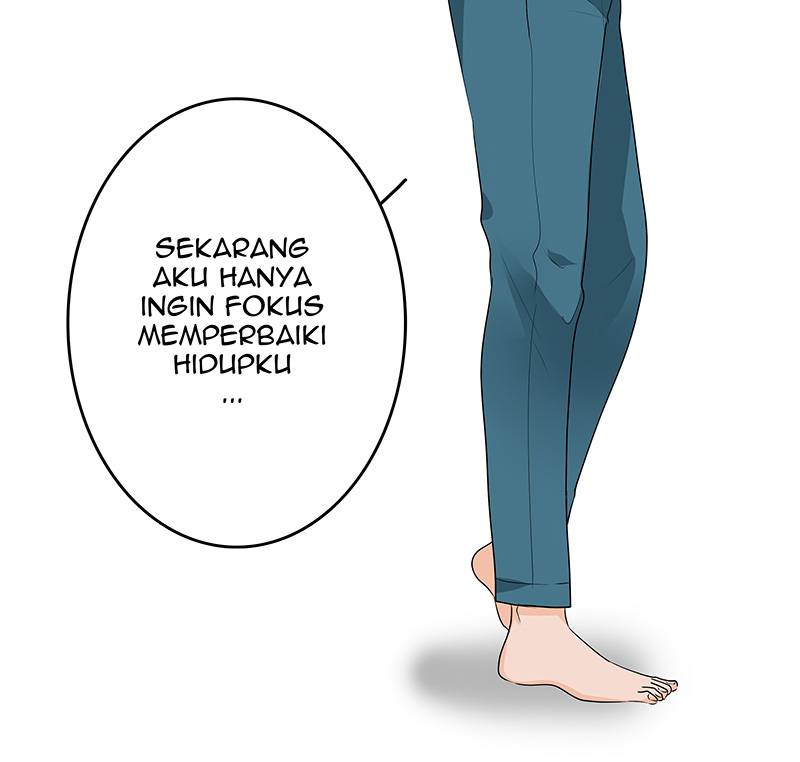 SEKARANG
AKU HANYA
INGIN FOKUS
MEMPERBAIKI
HIDUPKU
...